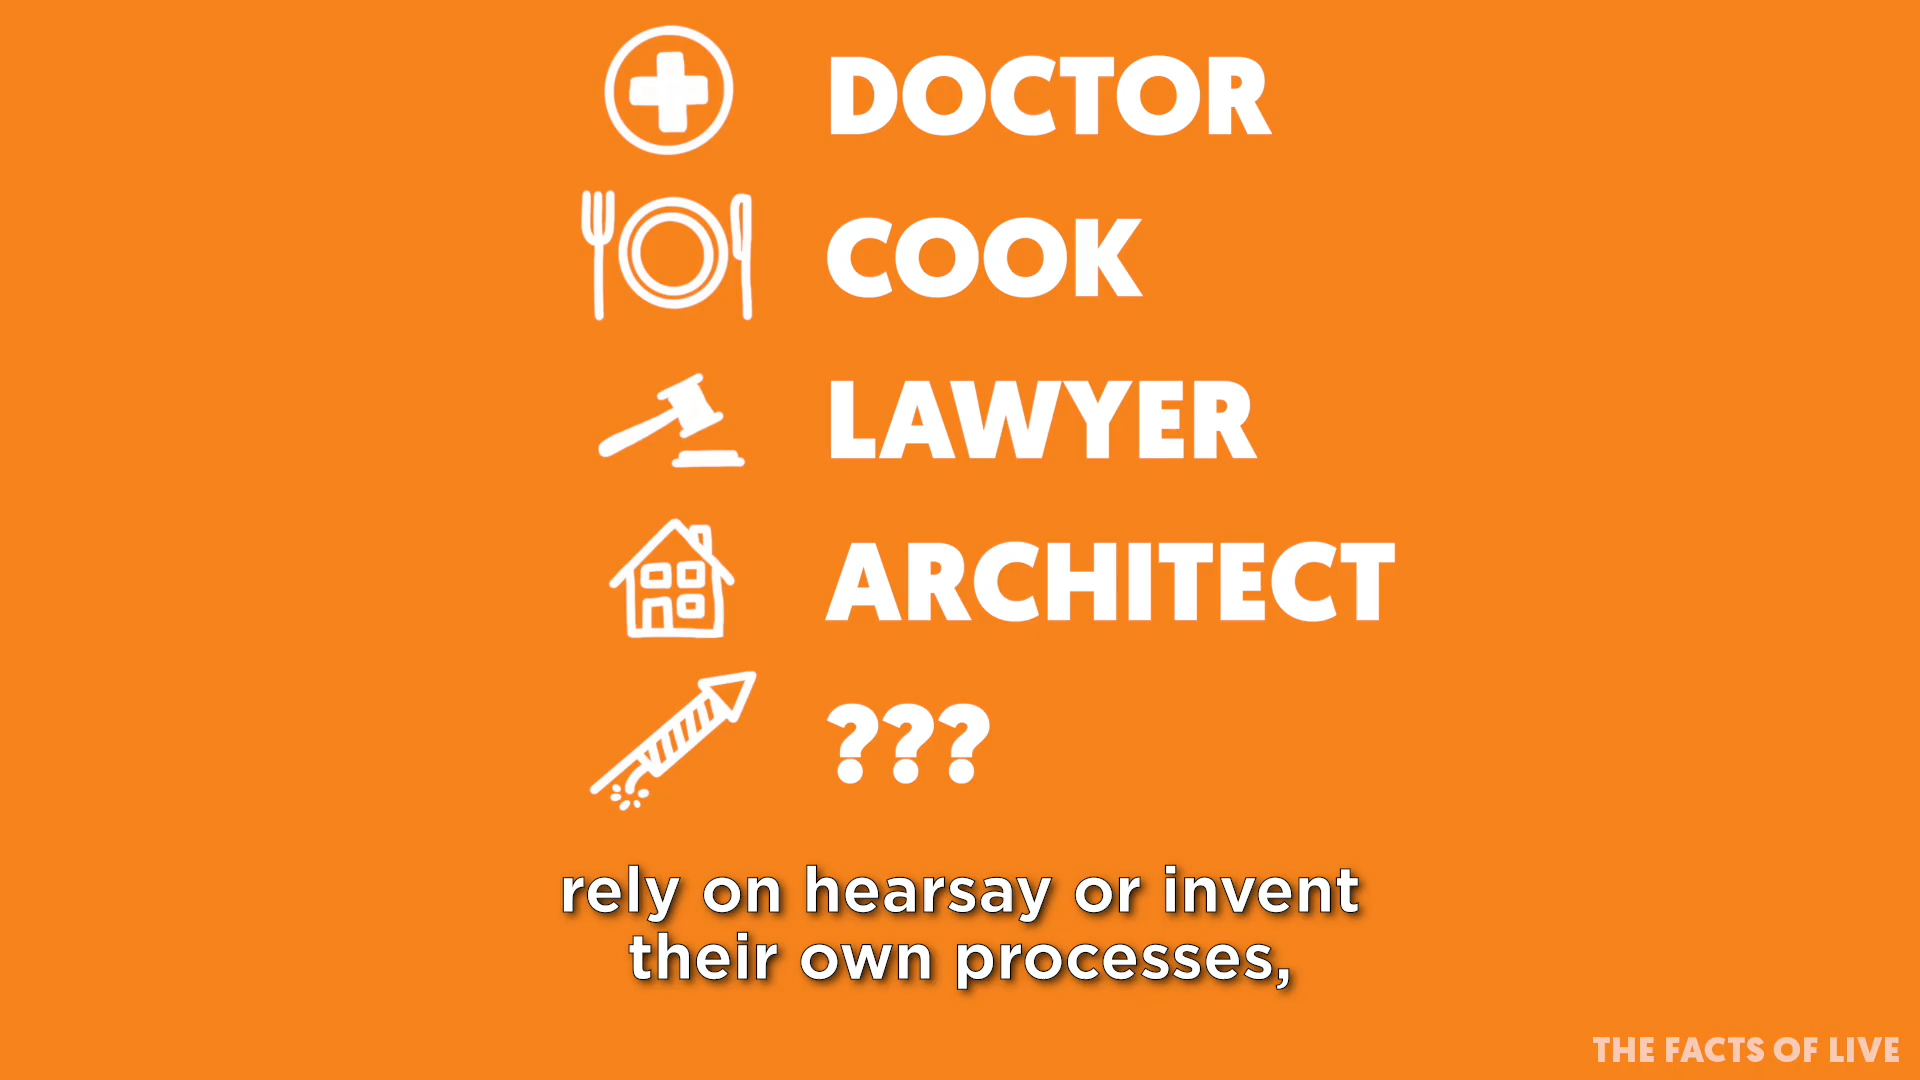 DOCTOR
COOK
LAWYER
ARCHITECT
???
rely on hearsay or invent
their own processes,
THE FACTS OF LIVE